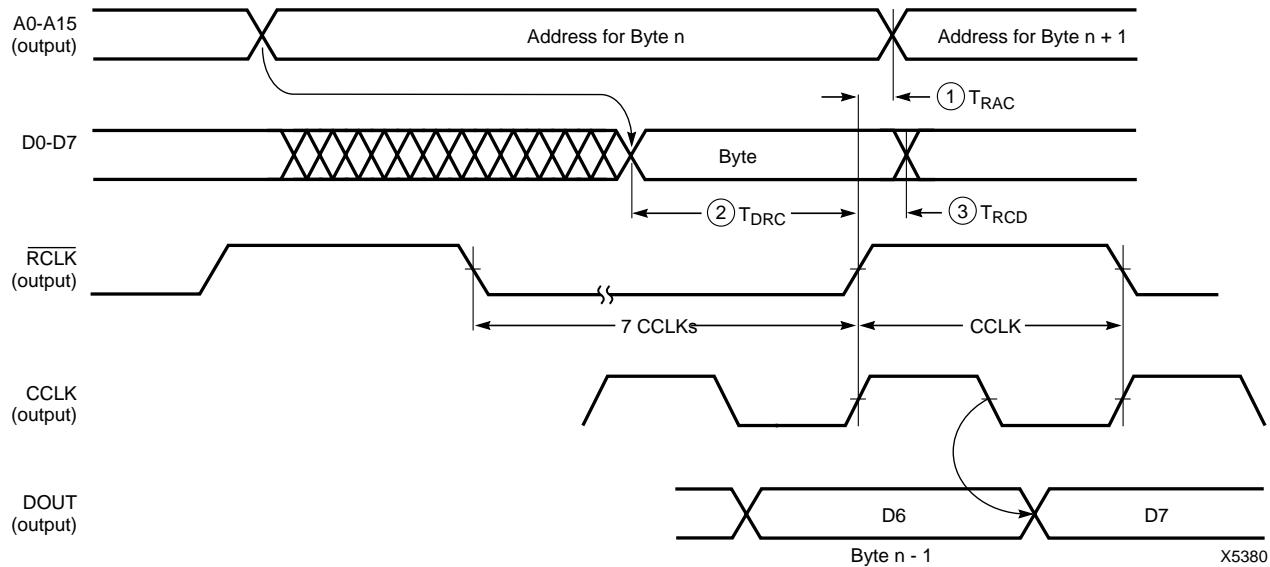 A0-A15
(output)
Address for Byte n
Address for Byte n + 1
1 TRAC
D0-D7
Byte
2 TDRC
3 TRCD
RCLK
(output)
7 CCLKs
CCLK
CCLK
(output)
DOUT
(output)
D6
D7
Byte n - 1
X5380